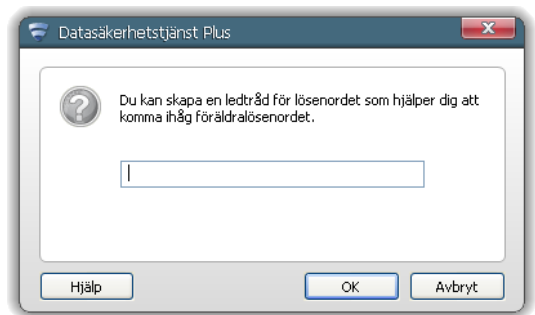 Datasäkerhetstjänst Plus
Du kan skapa en ledtråd för lösenordet som hjälper dig att
komma ihåg föräldralösenordet.
Hjälp OK Avbryt